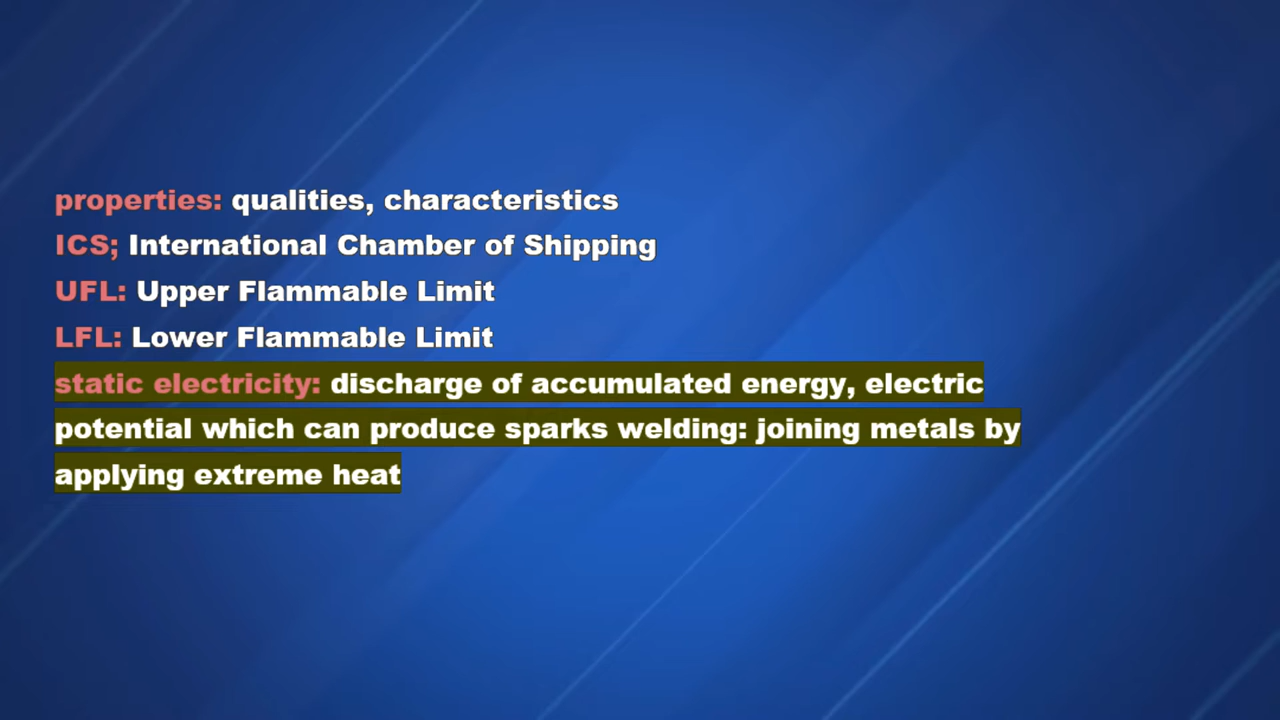 properties: qualities, characteristics
ICS; International Chamber of Shipping
UFL: Upper Flammable Limit
LFL: Lower Flammable Limit
static electricity: discharge of accumulated energy, electric
potential which can produce sparks welding: joining metals by
applying extreme heat